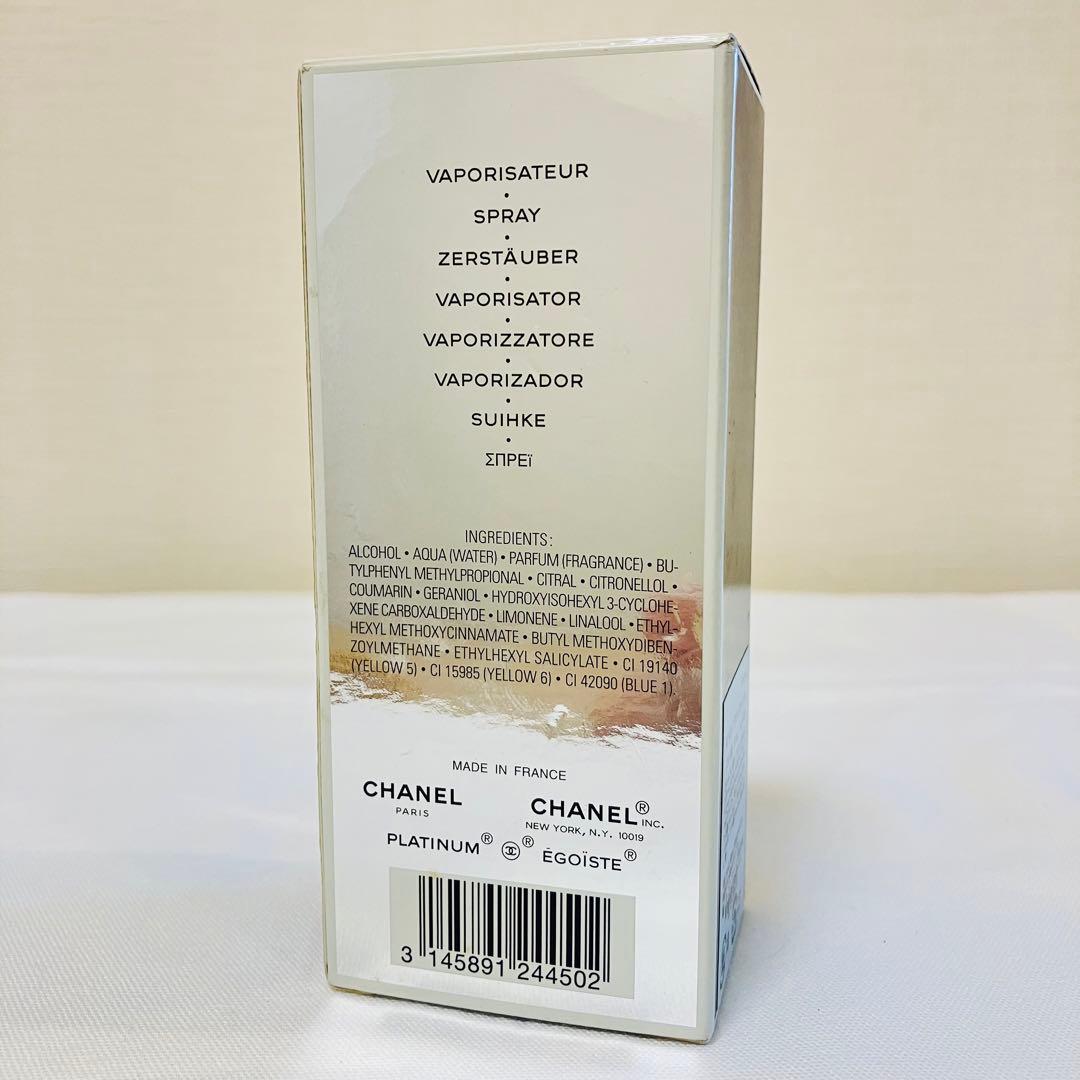 VAPORISATEUR
•
SPRAY
•
ZERSTÄUBER
•
VAPORISATOR
•
VAPORIZZATORE
•
VAPORIZADOR
•
SUIHKE
•
ΣΠΡΕϊ
INGREDIENTS:
ALCOHOL • AQUA (WATER) • PARFUM (FRAGRANCE) • BU-
TYLPHENYL METHYLPROPIONAL • CITRAL • CITRONELLOL •
COUMARIN • GERANIOL • HYDROXYISOHEXYL 3-CYCLOHE-
XENE CARBOXALDEHYDE • LIMONENE • LINALOOL • ETHYL-
HEXYL METHOXYCINNAMATE • BUTYL METHOXYDIBEN-
ZOYLMETHANE • ETHYLHEXYL SALICYLATE • CI 19140
(YELLOW 5) • CI 15985 (YELLOW 6) • CI 42090 (BLUE 1).
MADE IN FRANCE
CHANEL
PARIS
CHANEL® INC.
NEW YORK, N.Y. 10019
PLATINUM® ® ÉGOÏSTE®
3 145891 244502